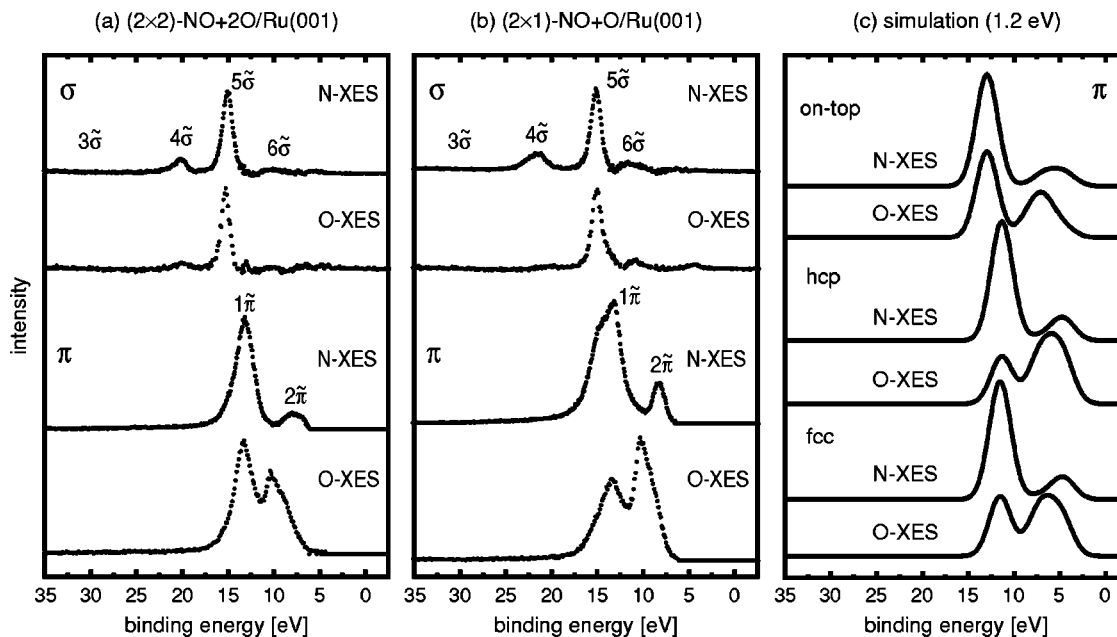 (a) (2×2)-NO+2O/Ru(001)
(b) (2×1)-NO+O/Ru(001)
(c) simulation (1.2 eV)
intensity
σ
5σ̃
N-XES
3σ̃
4σ̃
6σ̃
O-XES
1π̃
π
N-XES
2π̃
O-XES
35 30 25 20 15 10 5 0
binding energy [eV]
σ
5σ̃
N-XES
3σ̃
4σ̃
6σ̃
O-XES
1π̃
π
N-XES
2π̃
O-XES
35 30 25 20 15 10 5 0
binding energy [eV]
on-top
π
N-XES
O-XES
hcp
N-XES
O-XES
fcc
N-XES
O-XES
35 30 25 20 15 10 5 0
binding energy [eV]